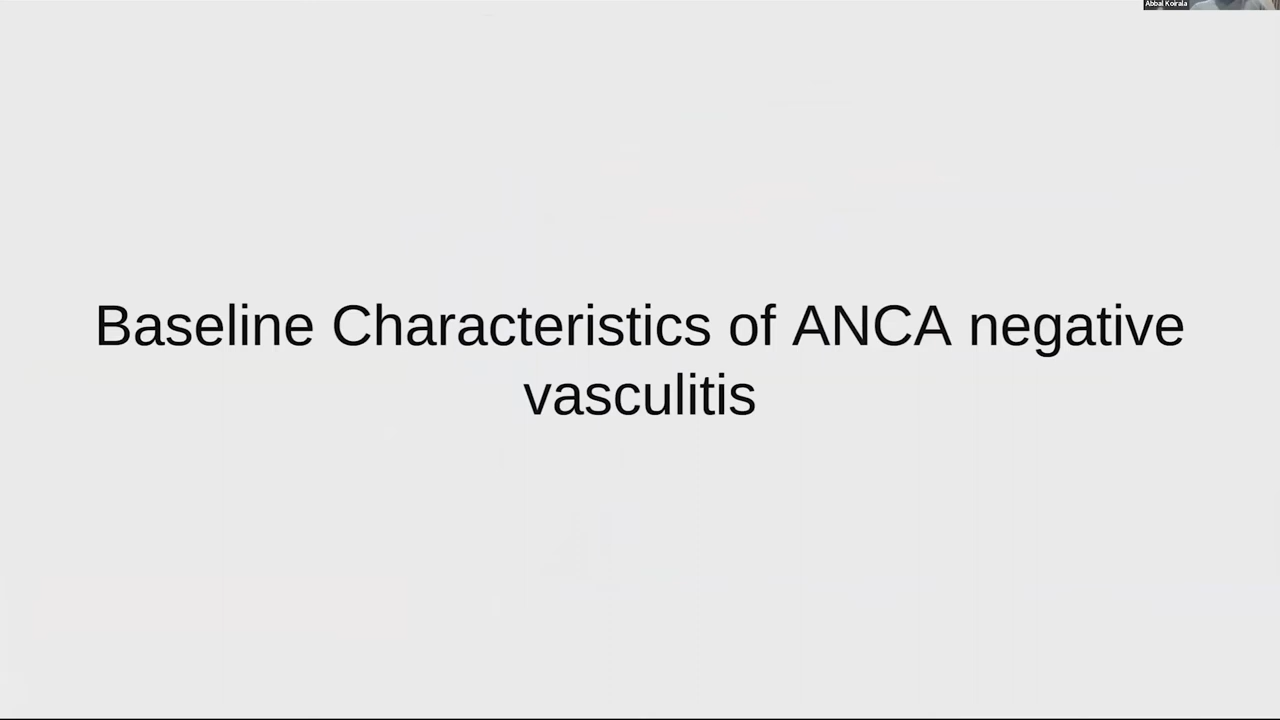 Abbal Koirala
Baseline Characteristics of ANCA negative
vasculitis